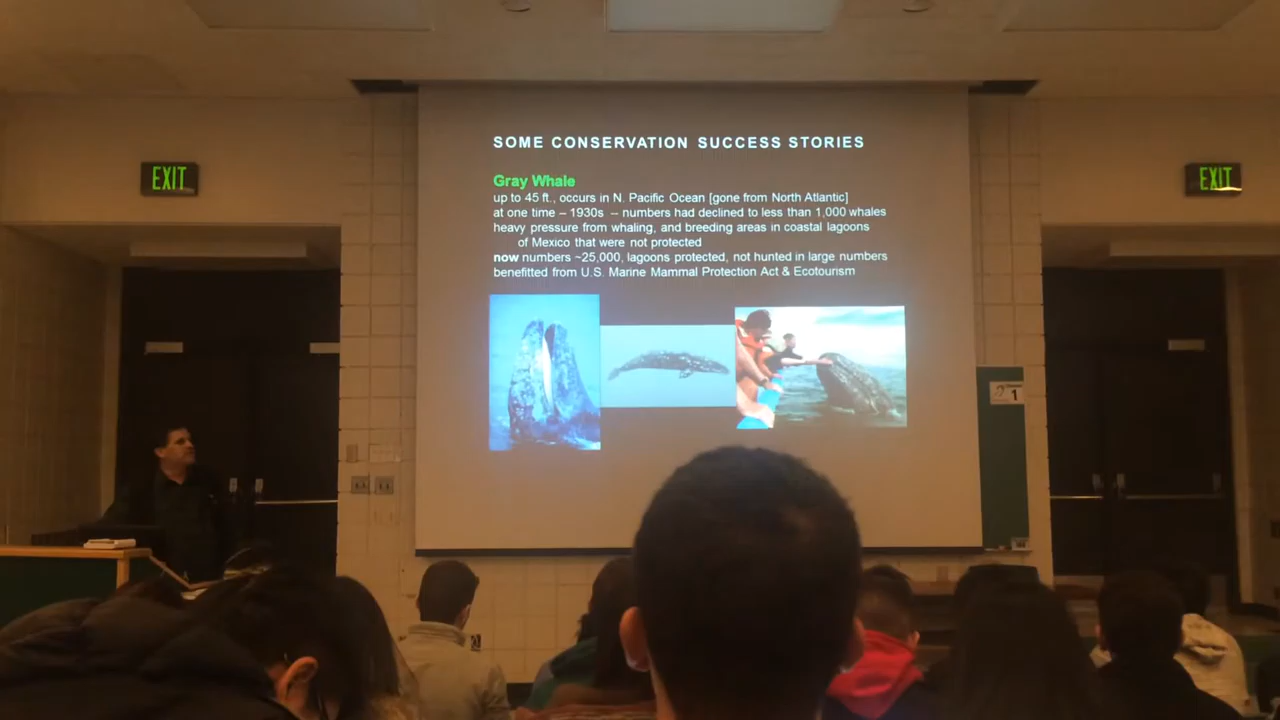 SOME CONSERVATION SUCCESS STORIES
EXIT
EXIT
Gray Whale
up to 45 ft., occurs in N. Pacific Ocean [gone from North Atlantic]
at one time – 1930s – numbers had declined to less than 1,000 whales
heavy pressure from whaling, and breeding areas in coastal lagoons
of Mexico that were not protected
now numbers ~25,000, lagoons protected, not hunted in large numbers
benefitted from U.S. Marine Mammal Protection Act & Ecotourism
1